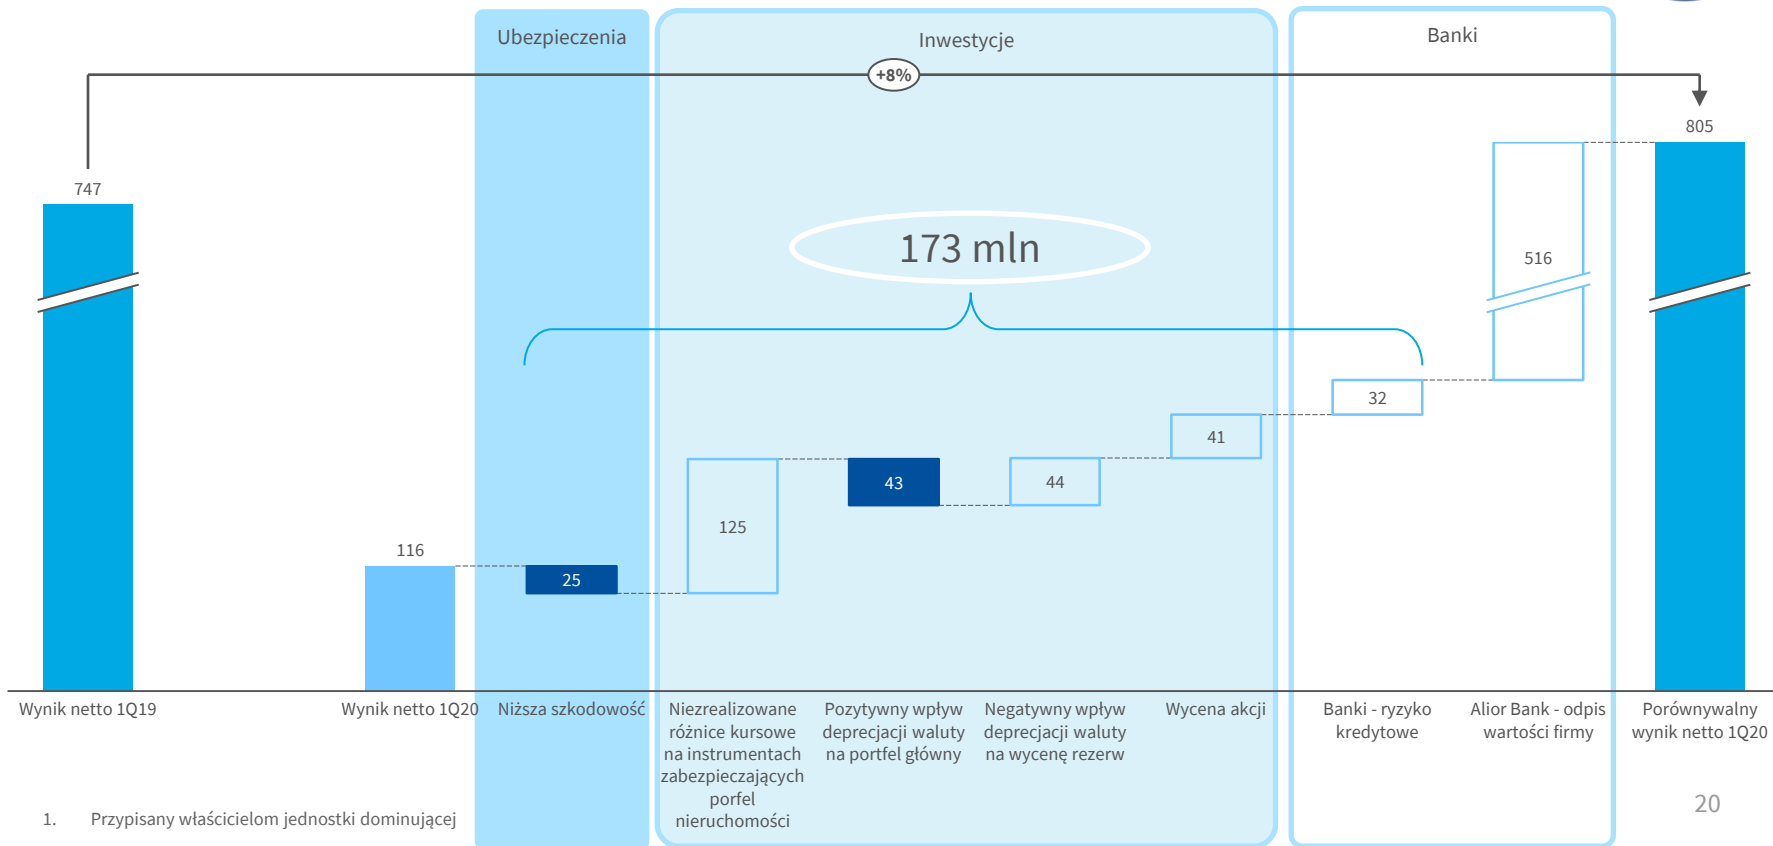 Ubezpieczenia
Inwestycje
Banki
+8%
747
805
173 mln
516
116
25
125
43
44
41
32
Wynik netto 1Q19
Wynik netto 1Q20
Niższa szkodowość
Niezrealizowane
różnice kursowe
na instrumentach
zabezpieczających
porfel
nieruchomości
Pozytywny wpływ
deprecjacji waluty
na portfel główny
Negatywny wpływ
deprecjacji waluty
na wycenę rezerw
Wycena akcji
Banki - ryzyko
kredytowe
Alior Bank - odpis
wartości firmy
Porównywalny
wynik netto 1Q20
1. Przypisany właścicielom jednostki dominującej
20